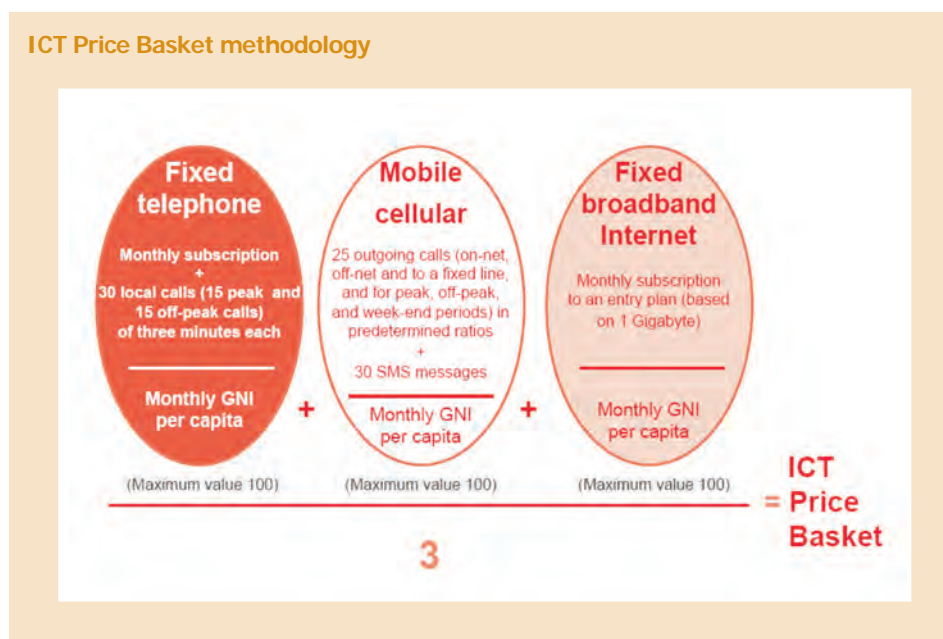 ICT Price Basket methodology
Fixed
telephone
Monthly subscription
+
30 local calls (15 peak and
15 off-peak calls)
of three minutes each
Monthly GNI
per capita
(Maximum value 100)
+
Mobile
cellular
25 outgoing calls (on-net,
off-net and to a fixed line,
and for peak, off-peak,
and week-end periods) in
predetermined ratios
+
30 SMS messages
Monthly GNI
per capita
(Maximum value 100)
+
Fixed
broadband
Internet
Monthly subscription
to an entry plan (based
on 1 Gigabyte)
Monthly GNI
per capita
(Maximum value 100)
3
=
ICT
Price
Basket